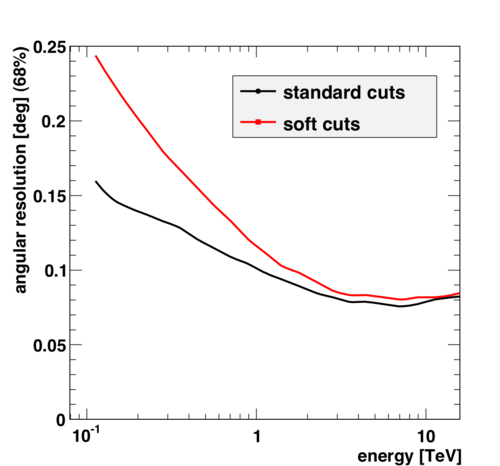 angular resolution [deg] (68%)
0.25
0.2
0.15
0.1
0.05
0
standard cuts
soft cuts
10⁻¹
1
10
energy [TeV]